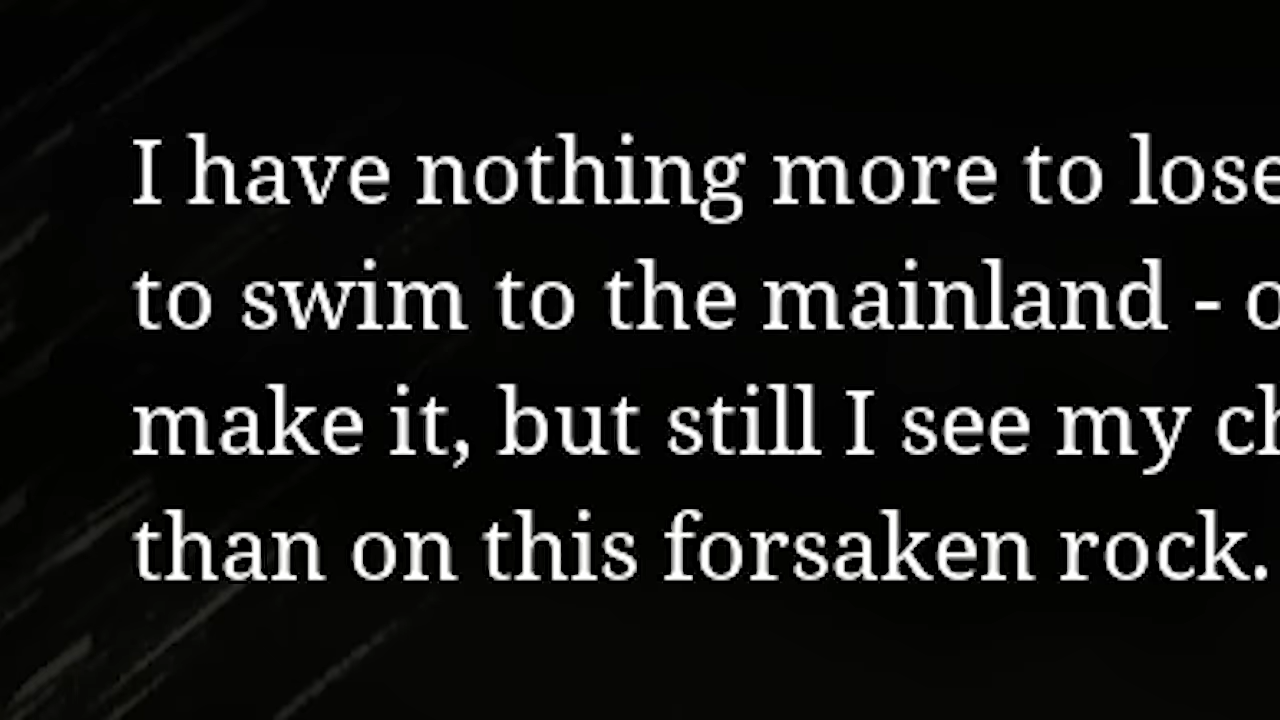 I have nothing more to lose
to swim to the mainland -
make it, but still I see my
than on this forsaken rock.